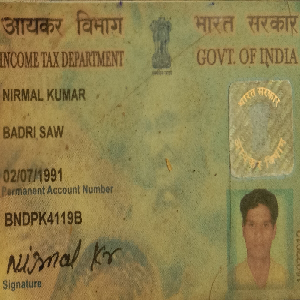 आयकर विभाग
भारत सरकार
INCOME TAX DEPARTMENT
GOVT. OF INDIA
NIRMAL KUMAR
BADRI SAW
02/07/1991
Permanent Account Number
BNDPK4119B
Nirmal Kr
Signature
भारत सरकार